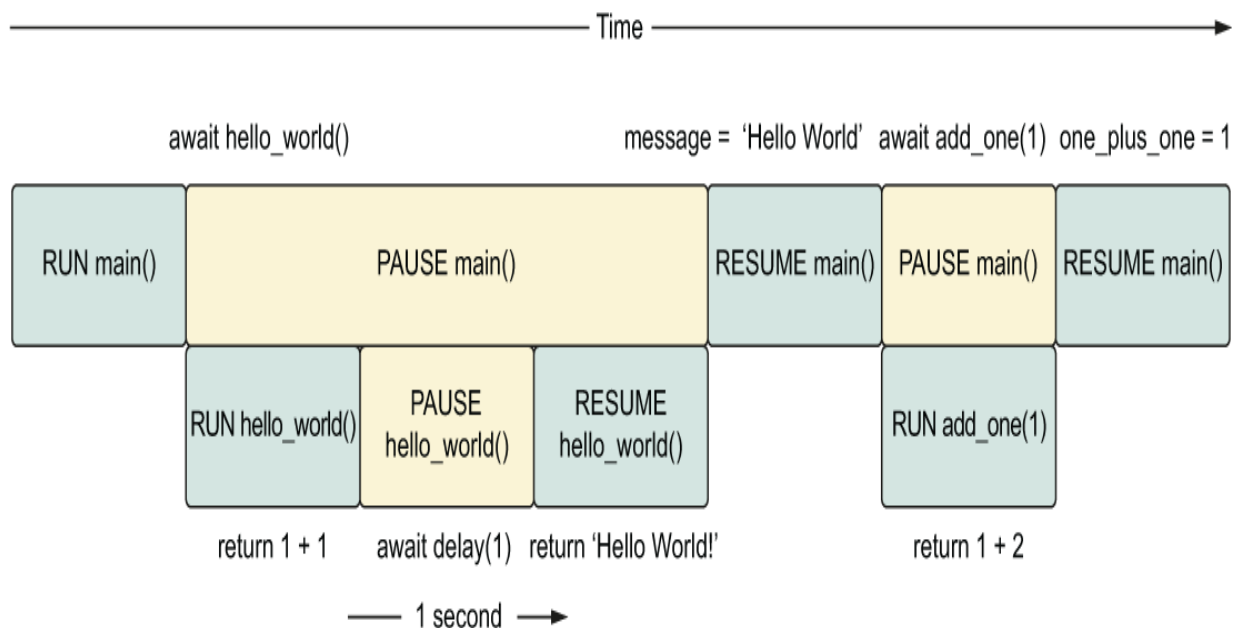 Time
await hello_world()
message = ‘Hello World’
await add_one(1)
one_plus_one = 1
RUN main()
PAUSE main()
RESUME main()
PAUSE main()
RESUME main()
RUN hello_world()
PAUSE
hello_world()
RESUME
hello_world()
RUN add_one(1)
return 1 + 1
await delay(1)
return ‘Hello World!’
return 1 + 2
1 second